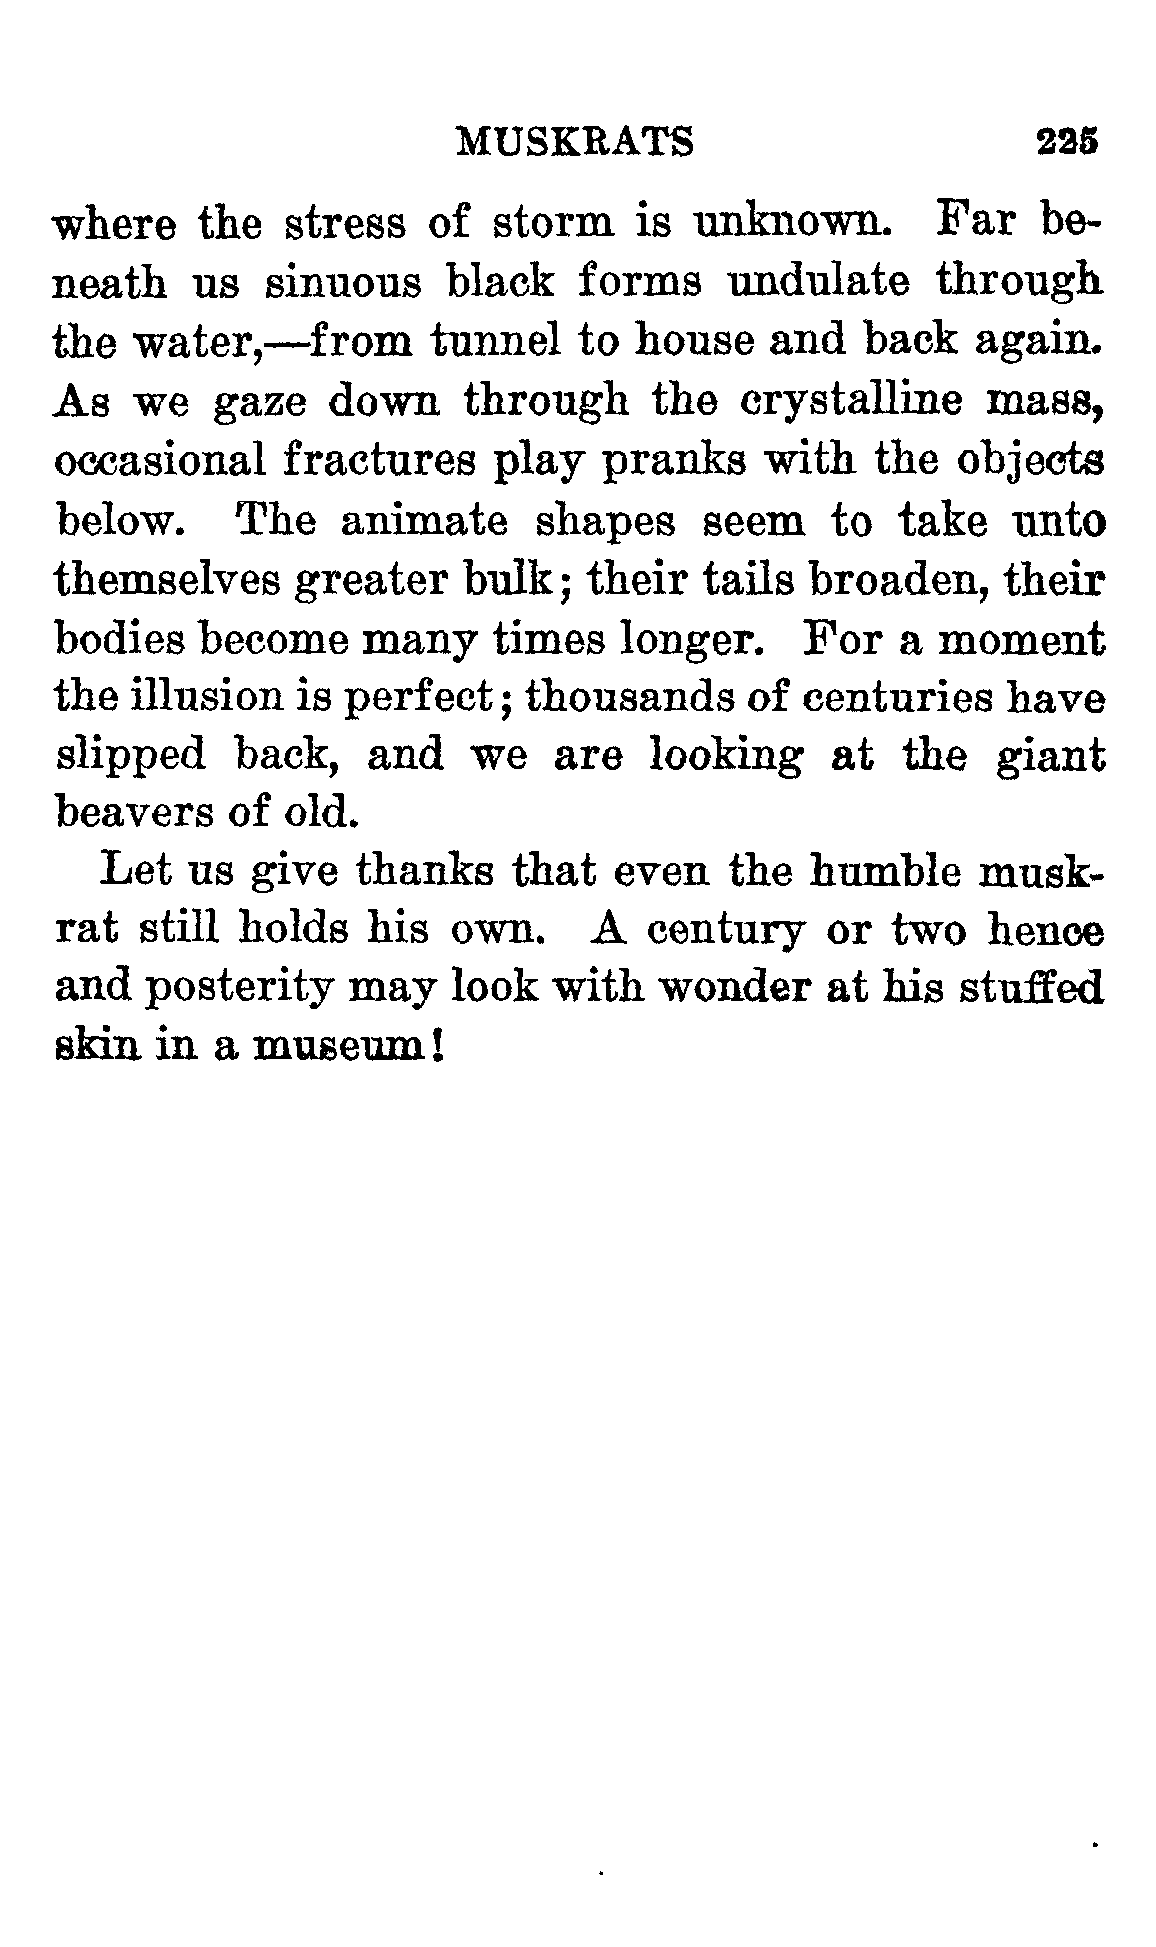 MUSKRATS 225
where the stress of storm is unknown. Far be-
neath us sinuous black forms undulate through
the water,—from tunnel to house and back again.
As we gaze down through the crystalline mass,
occasional fractures play pranks with the objects
below. The animate shapes seem to take unto
themselves greater bulk; their tails broaden, their
bodies become many times longer. For a moment
the illusion is perfect; thousands of centuries have
slipped back, and we are looking at the giant
beavers of old.
Let us give thanks that even the humble musk-
rat still holds his own. A century or two hence
and posterity may look with wonder at his stuffed
skin in a museum!